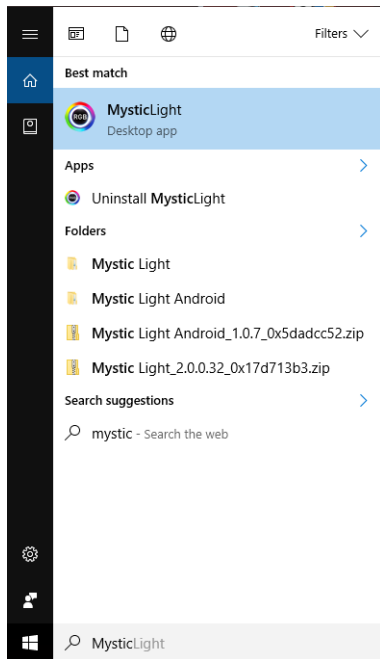 Filters
Best match
RGB
MysticLight
Desktop app
Apps
Uninstall MysticLight
Folders
Mystic Light
Mystic Light Android
Mystic Light Android_1.0.7_0x5dadcc52.zip
Mystic Light_2.0.0.32_0x17d713b3.zip
Search suggestions
mystic - Search the web
MysticLight